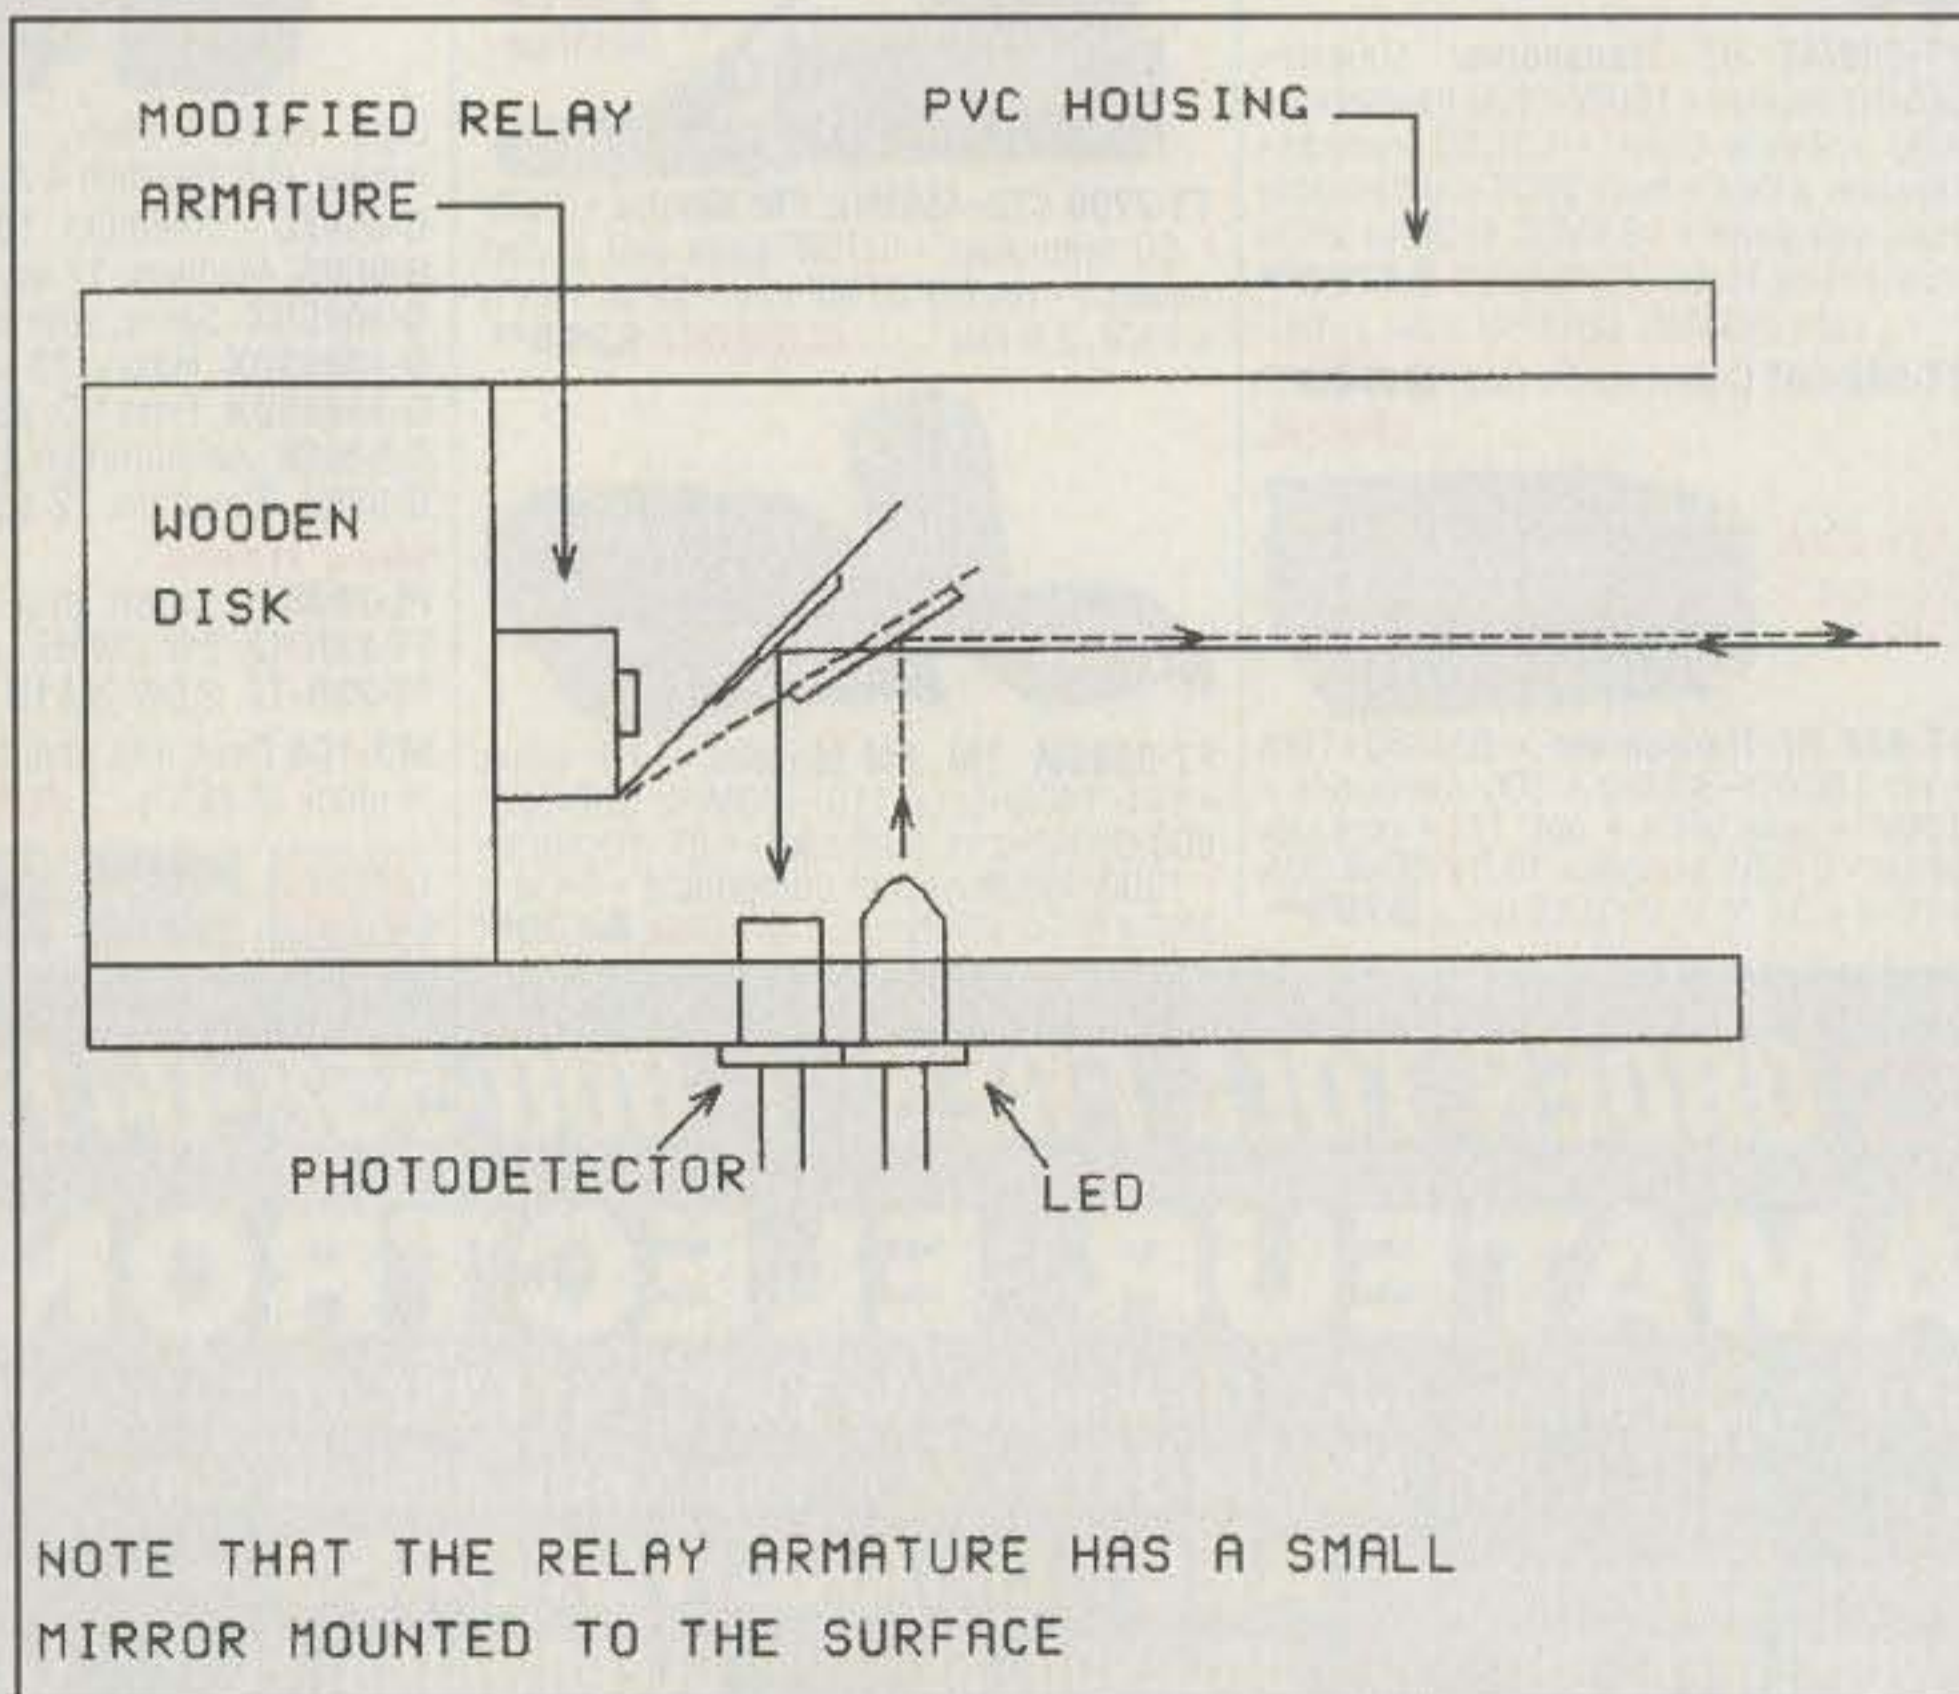 MODIFIED RELAY
ARMATURE
PVC HOUSING
WOODEN
DISK
PHOTODETECTOR
LED
NOTE THAT THE RELAY ARMATURE HAS A SMALL
MIRROR MOUNTED TO THE SURFACE